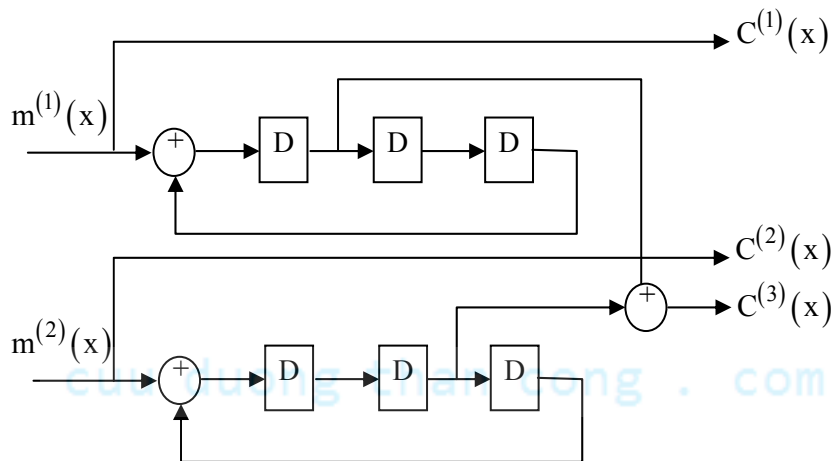 C^(1)(x)
m^(1)(x)
+
D D D
C^(2)(x)
+
C^(3)(x)
m^(2)(x)
+
D D D
cuu duong than cong . com